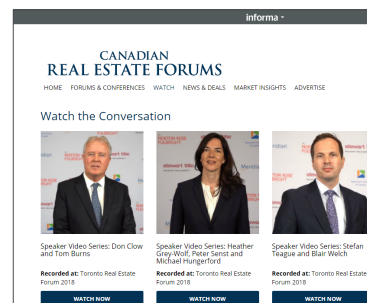 informa
CANADIAN
REAL ESTATE FORUMS
HOME FORUMS & CONFERENCES WATCH NEWS & DEALS MARKET INSIGHTS ADVERTISE
Watch the Conversation
Speaker Video Series: Don Clow
and Tom Burns
Recorded at: Toronto Real Estate
Forum 2018
WATCH NOW
Speaker Video Series: Heather
Grey-Wolf, Peter Senst and
Michael Hungerford
Recorded at: Toronto Real Estate
Forum 2018
WATCH NOW
Speaker Video Series: Stefan
Teague and Blair Welch
Recorded at: Toronto Real Estate
Forum 2018
WATCH NOW